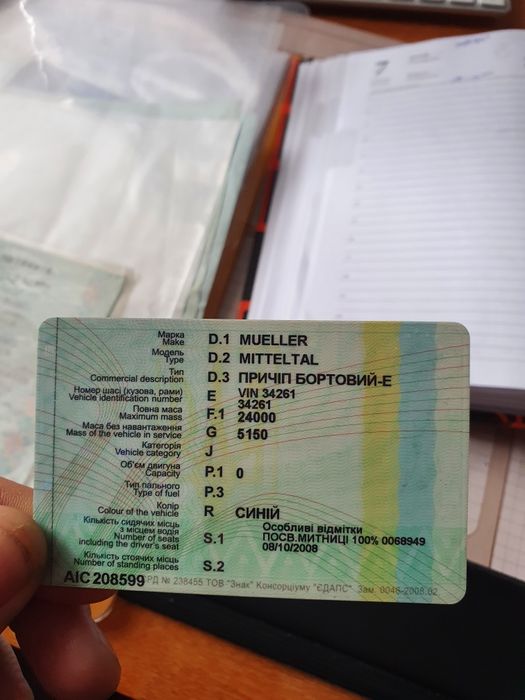 7
Марка
Make
D.1 MUELLER
Модель
Type
D.2 MITTELTAL
Тип
Commercial description
D.3 ПРИЧІП БОРТОВИЙ-Е
Номер шасі (кузова, рами)
Vehicle identification number
E VIN 34261
34261
Повна маса
Maximum mass
F.1 24000
Маса без навантаження
Mass of the vehicle in service
G 5150
Категорія
Vehicle category
J
Об'єм двигуна
Capacity
P.1 0
Тип пального
Type of fuel
P.3
Колір
Colour of the vehicle
R СИНІЙ
Кількість сидячих місць
з місцем водія
Number of seats
including the driver's seat
S.1
Особливі відмітки
ПОСВ.МИТНИЦІ 100% 0068949
08/10/2008
Кількість стоячих місць
Number of standing places
S.2
АІС 208599
РД № 238455 ТОВ "Знак" Консорціуму "ЄДАПС" Зам. 0046-2008.02